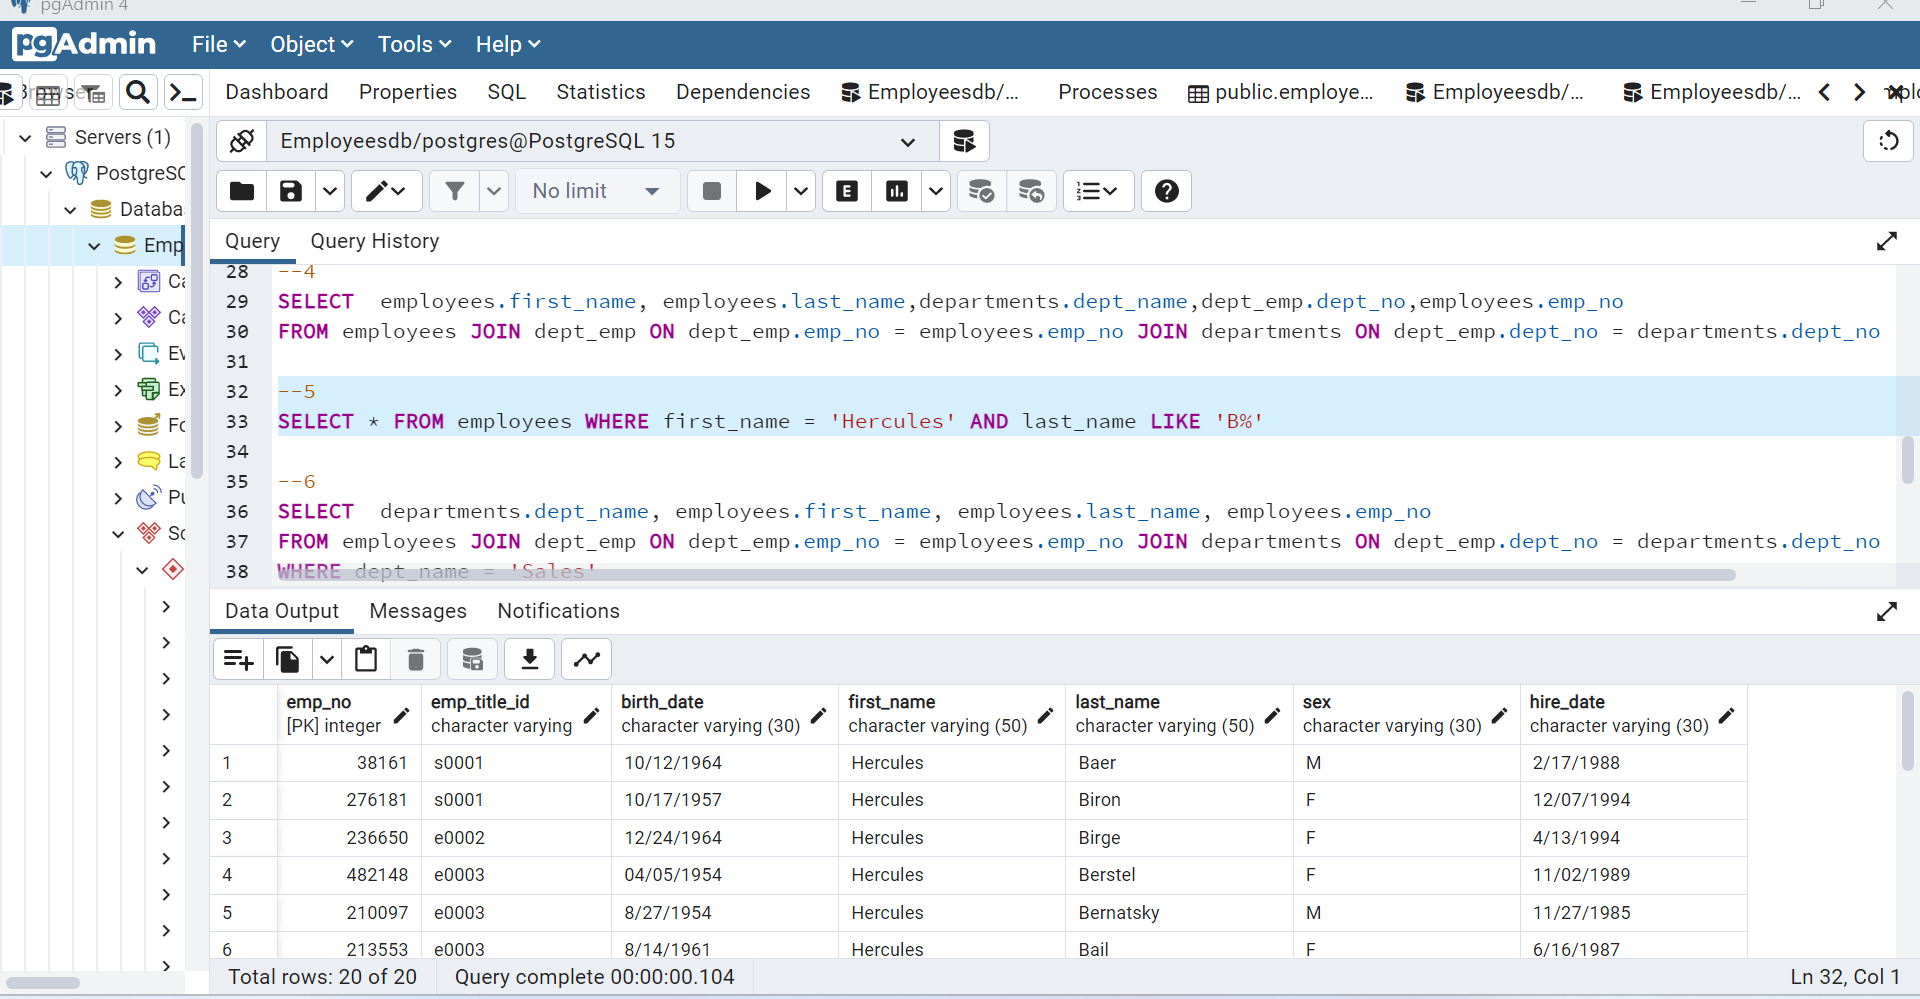 pgAdmin 4
pgAdmin File Object Tools Help
Dashboard Properties SQL Statistics Dependencies Employeesdb/... Processes public.employe... Employeesdb/... Employeesdb/...
Servers (1)
PostgreSC
Databa
Emp
Ca
Ca
Ev
Ex
Fo
La
Pu
Sc
Employeesdb/postgres@PostgreSQL 15
No limit
Query Query History
28 --4
29 SELECT  employees.first_name, employees.last_name,departments.dept_name,dept_emp.dept_no,employees.emp_no
30 FROM employees JOIN dept_emp ON dept_emp.emp_no = employees.emp_no JOIN departments ON dept_emp.dept_no = departments.dept_no
31
32 --5
33 SELECT * FROM employees WHERE first_name = 'Hercules' AND last_name LIKE 'B%'
34
35 --6
36 SELECT  departments.dept_name, employees.first_name, employees.last_name, employees.emp_no
37 FROM employees JOIN dept_emp ON dept_emp.emp_no = employees.emp_no JOIN departments ON dept_emp.dept_no = departments.dept_no
38 WHERE dept_name = 'Sales'
Data Output Messages Notifications
emp_no emp_title_id birth_date first_name last_name sex hire_date
[PK] integer character varying character varying (30) character varying (50) character varying (50) character varying (30) character varying (30)
1 38161 s0001 10/12/1964 Hercules Baer M 2/17/1988
2 276181 s0001 10/17/1957 Hercules Biron F 12/07/1994
3 236650 e0002 12/24/1964 Hercules Birge F 4/13/1994
4 482148 e0003 04/05/1954 Hercules Berstel F 11/02/1989
5 210097 e0003 8/27/1954 Hercules Bernatsky M 11/27/1985
6 213553 e0003 8/14/1961 Hercules Bail F 6/16/1987
Total rows: 20 of 20 Query complete 00:00:00.104 Ln 32, Col 1